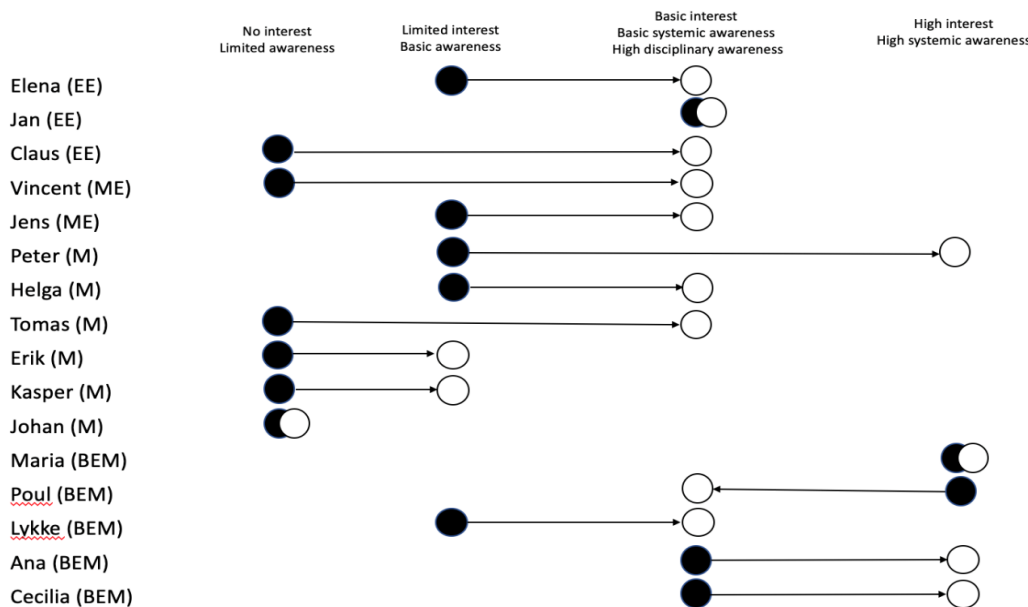 No interest
Limited awareness
Limited interest
Basic awareness
Basic interest
Basic systemic awareness
High disciplinary awareness
High interest
High systemic awareness
Elena (EE)
Jan (EE)
Claus (EE)
Vincent (ME)
Jens (ME)
Peter (M)
Helga (M)
Tomas (M)
Erik (M)
Kasper (M)
Johan (M)
Maria (BEM)
Poul (BEM)
Lykke (BEM)
Ana (BEM)
Cecilia (BEM)